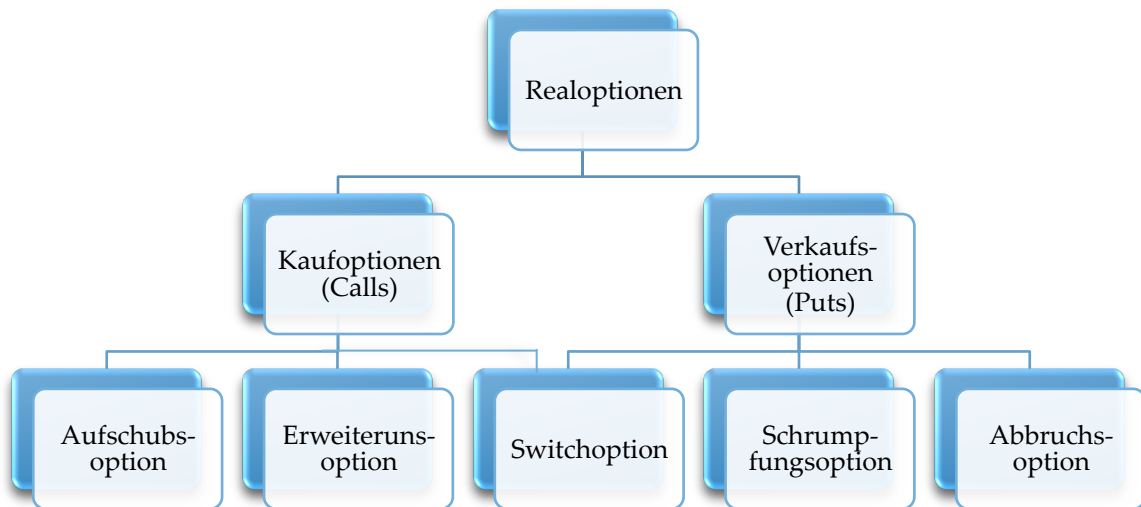 Realoptionen
Kaufoptionen
(Calls)
Verkaufs-
optionen
(Puts)
Aufschubs-
option
Erweiteruns-
option
Switchoption
Schrump-
fungsoption
Abbruchs-
option